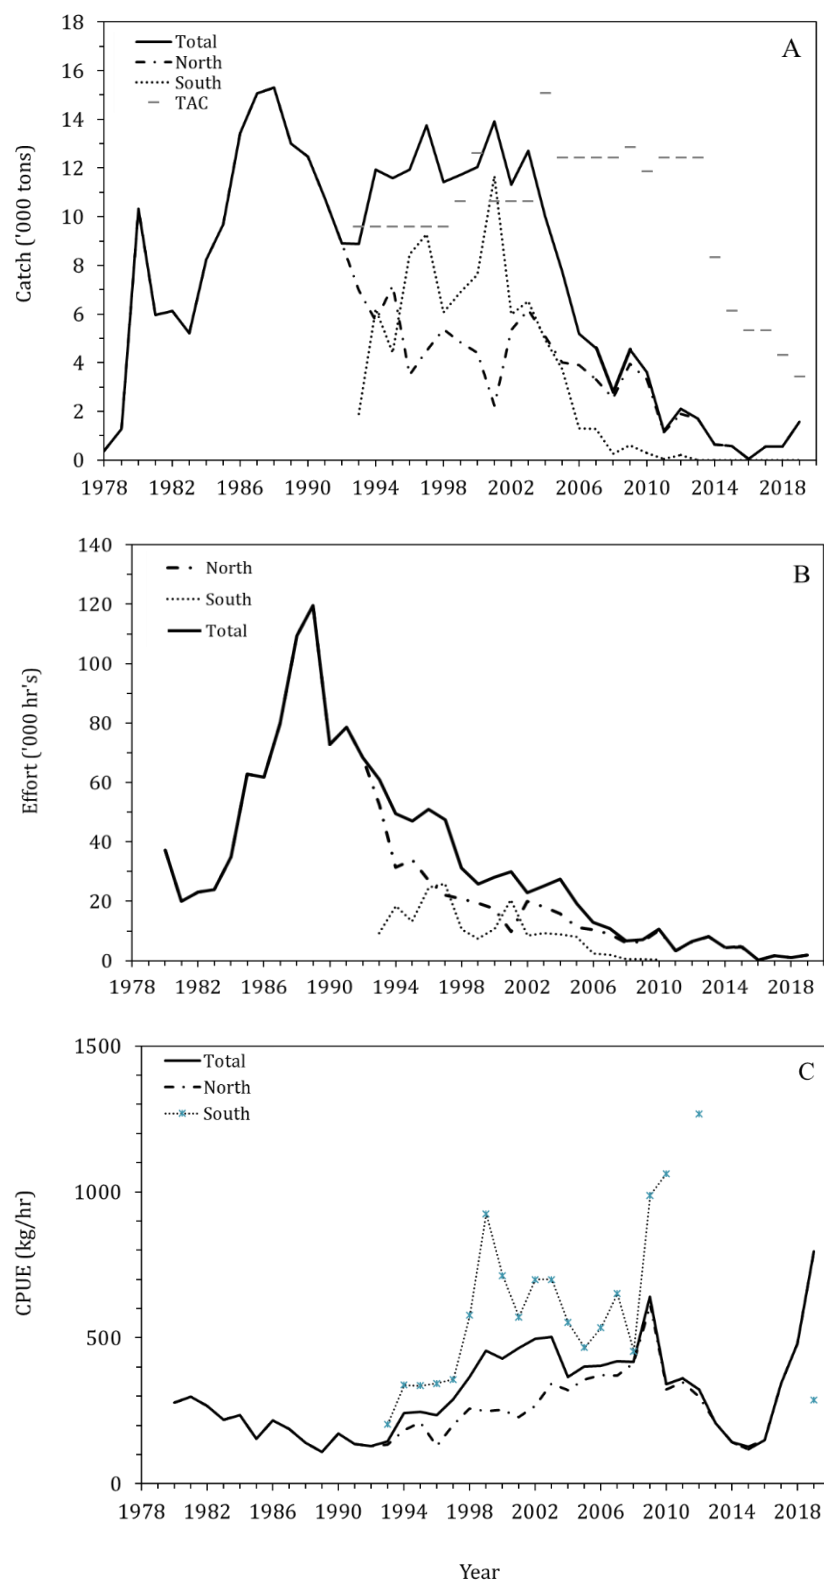 A
Total
North
South
TAC
Catch ('000 tons)
18
16
14
12
10
8
6
4
2
0
1978 1982 1986 1990 1994 1998 2002 2006 2010 2014 2018
B
North
South
Total
Effort ('000 hr's)
140
120
100
80
60
40
20
0
1978 1982 1986 1990 1994 1998 2002 2006 2010 2014 2018
C
Total
North
South
CPUE (kg/hr)
1500
1000
500
0
1978 1982 1986 1990 1994 1998 2002 2006 2010 2014 2018
Year